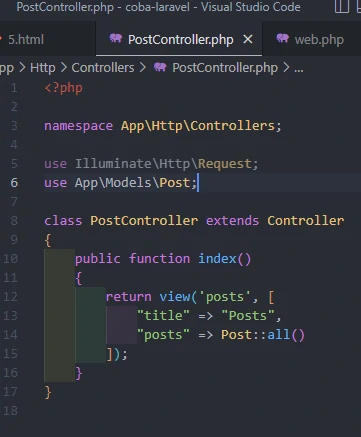 PostController.php - coba-laravel - Visual Studio Code
5.html PostController.php × web.php
pp > Http > Controllers > PostController.php > ...
1 <?php
2
3 namespace App\Http\Controllers;
4
5 use Illuminate\Http\Request;
6 use App\Models\Post;
7
8 class PostController extends Controller
9 {
10     public function index()
11     {
12         return view('posts', [
13             "title" => "Posts",
14             "posts" => Post::all()
15         ]);
16     }
17 }
18